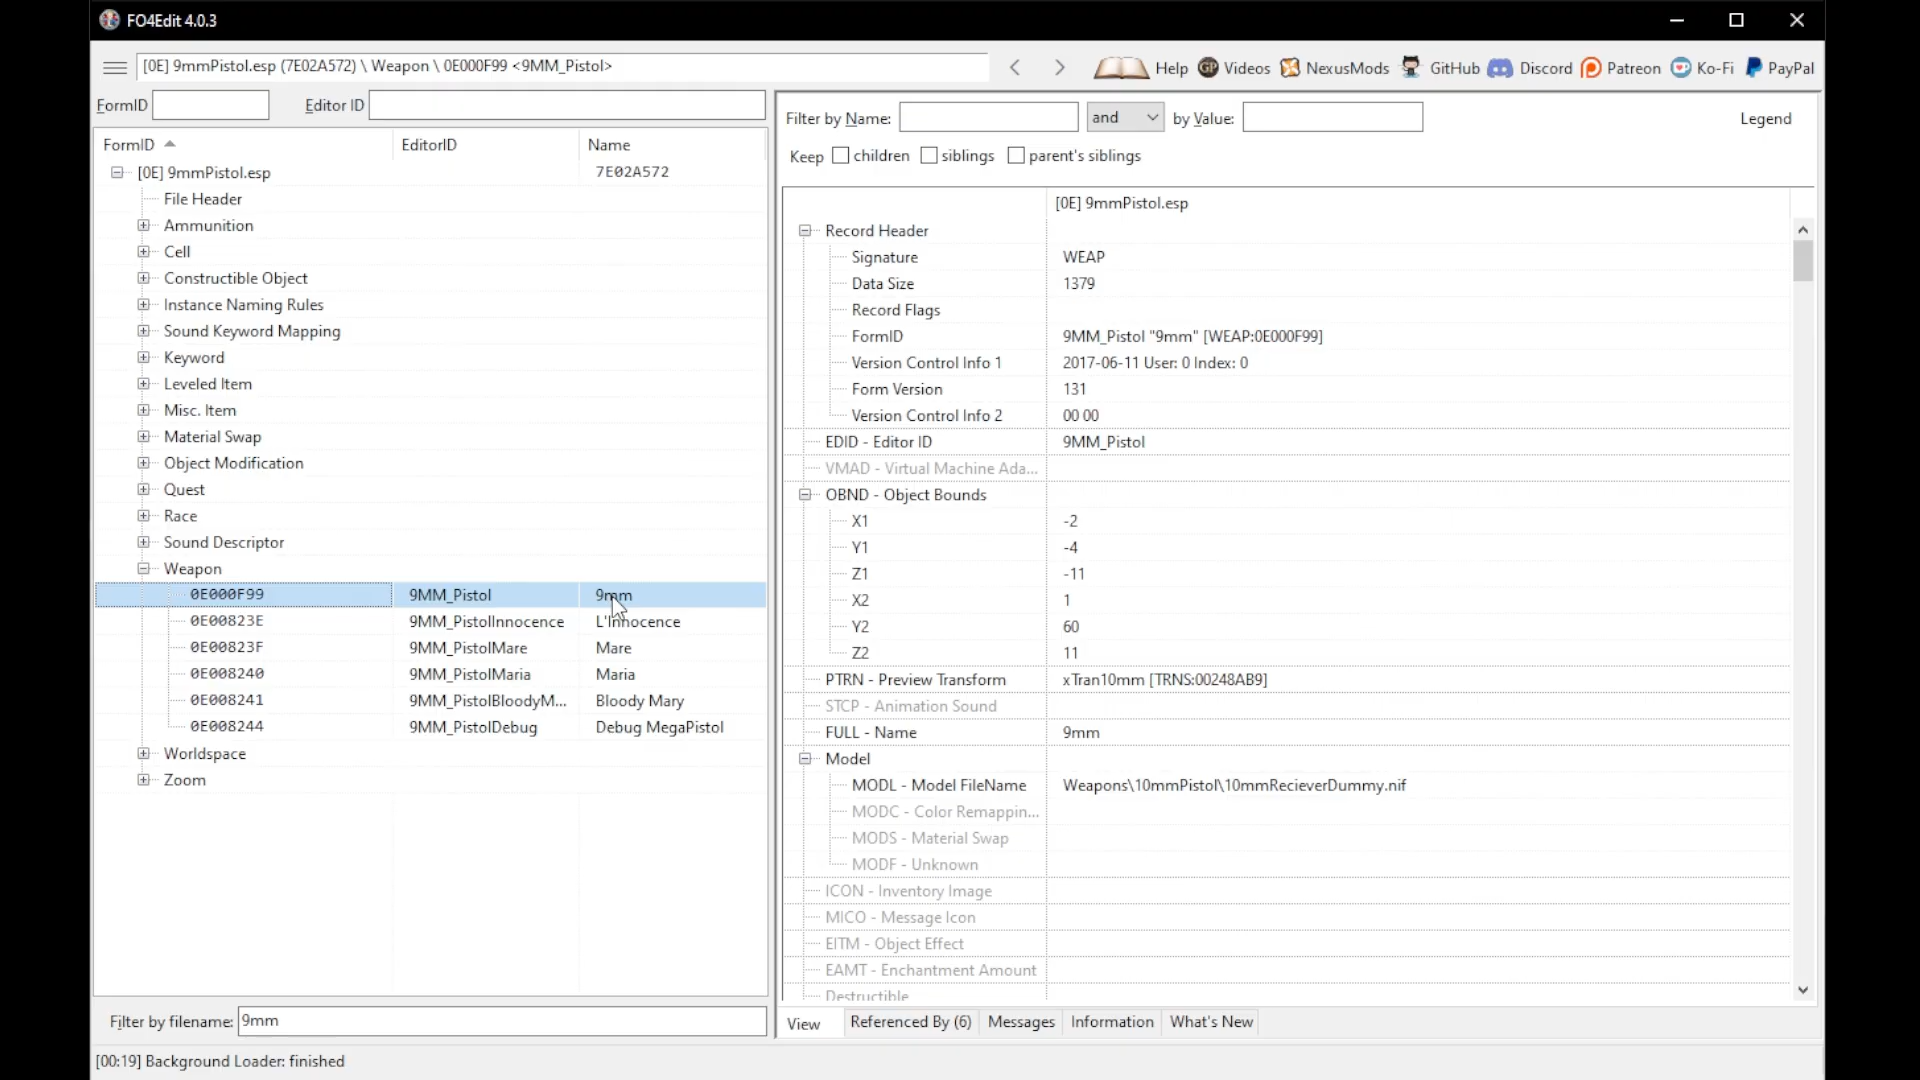 FO4Edit 4.0.3
[0E] 9mmPistol.esp (7E02A572) \ Weapon \ 0E000F99 <9MM_Pistol>
Help Videos NexusMods GitHub Discord Patreon Ko-Fi PayPal
FormID Editor ID
FormID EditorID Name
[0E] 9mmPistol.esp 7E02A572
File Header
Ammunition
Cell
Constructible Object
Instance Naming Rules
Sound Keyword Mapping
Keyword
Leveled Item
Misc. Item
Material Swap
Object Modification
Quest
Race
Sound Descriptor
Weapon
0E000F99 9MM_Pistol 9mm
0E00823E 9MM_PistolInnocence L'Innocence
0E00823F 9MM_PistolMare Mare
0E008240 9MM_PistolMaria Maria
0E008241 9MM_PistolBloodyM... Bloody Mary
0E008244 9MM_PistolDebug Debug MegaPistol
Worldspace
Zoom
Filter by filename: 9mm
[00:19] Background Loader: finished
Filter by Name: and by Value: Legend
Keep children siblings parent's siblings
[0E] 9mmPistol.esp
Record Header
Signature WEAP
Data Size 1379
Record Flags
FormID 9MM_Pistol "9mm" [WEAP:0E000F99]
Version Control Info 1 2017-06-11 User: 0 Index: 0
Form Version 131
Version Control Info 2 00 00
EDID - Editor ID 9MM_Pistol
VMAD - Virtual Machine Ada...
OBND - Object Bounds
X1 -2
Y1 -4
Z1 -11
X2 1
Y2 60
Z2 11
PTRN - Preview Transform xTran10mm [TRNS:00248AB9]
STCP - Animation Sound
FULL - Name 9mm
Model
MODL - Model FileName Weapons\10mmPistol\10mmRecieverDummy.nif
MODC - Color Remappin...
MODS - Material Swap
MODF - Unknown
ICON - Inventory Image
MICO - Message Icon
EITM - Object Effect
EAMT - Enchantment Amount
Destructible
View Referenced By (6) Messages Information What's New